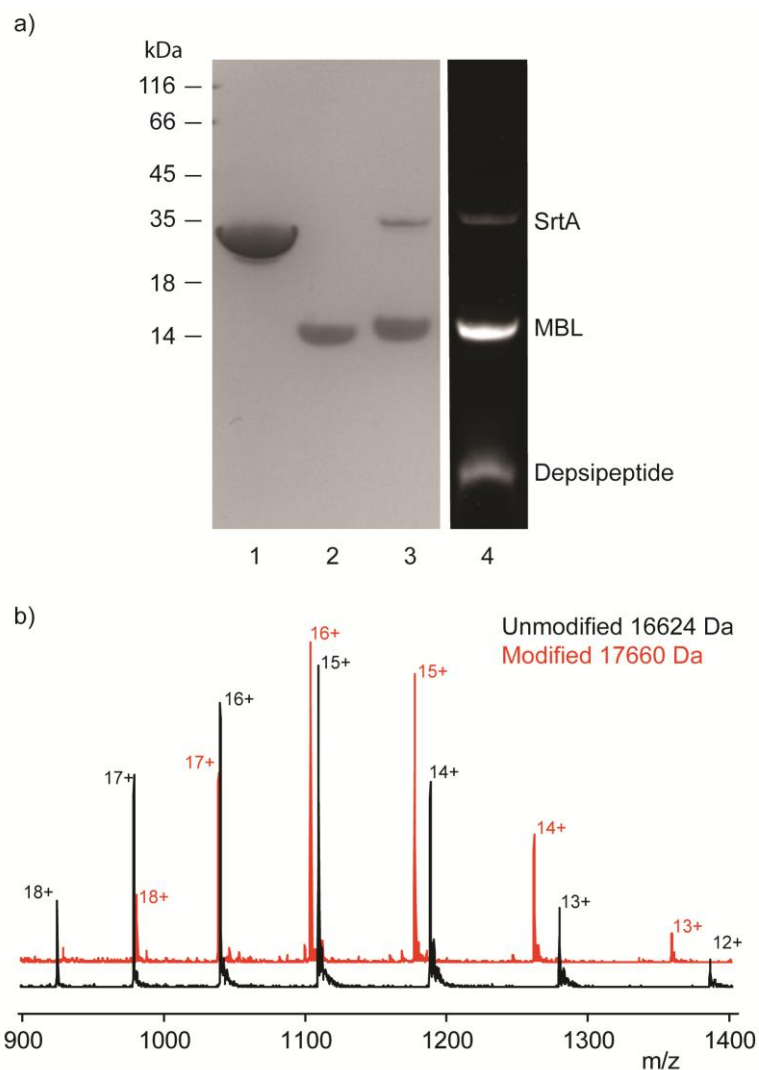 a)
kDa
116
66
45
35
18
14
SrtA
MBL
Depsipeptide
1 2 3 4
b)
Unmodified 16624 Da
Modified 17660 Da
16+
15+
15+
16+
17+
17+
14+
14+
18+
18+
13+
13+
12+
900 1000 1100 1200 1300 1400
m/z